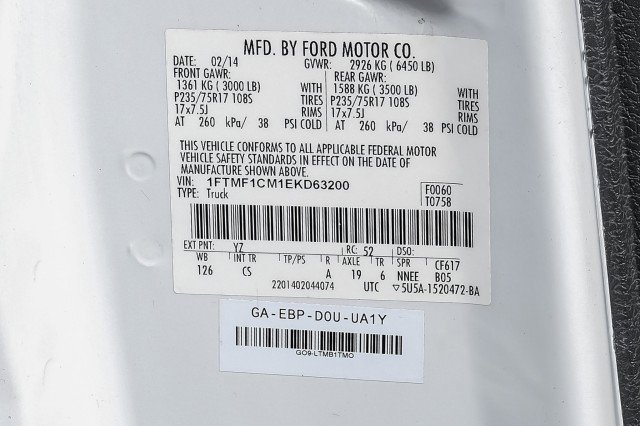 MFD. BY FORD MOTOR CO.
DATE: 02/14 GVWR: 2926 KG ( 6450 LB)
FRONT GAWR: REAR GAWR:
1361 KG ( 3000 LB) WITH 1588 KG ( 3500 LB) WITH
P235/75R17 108S TIRES P235/75R17 108S TIRES
17x7.5J RIMS 17x7.5J RIMS
AT 260 kPa/ 38 PSI COLD AT 260 kPa/ 38 PSI COLD
THIS VEHICLE CONFORMS TO ALL APPLICABLE FEDERAL MOTOR
VEHICLE SAFETY STANDARDS IN EFFECT ON THE DATE OF
MANUFACTURE SHOWN ABOVE.
VIN: 1FTMF1CM1EKD63200 F0060
TYPE: Truck T0758
EXT PNT: YZ RC: 52 DSO:
WB INT TR TP/PS R AXLE TR SPR CF617
126 CS A 19 6 NNEE B05
2201402044074 UTC ▽5U5A-1520472-BA
GA-EBP-D0U-UA1Y
GO9-LTMB1TMO